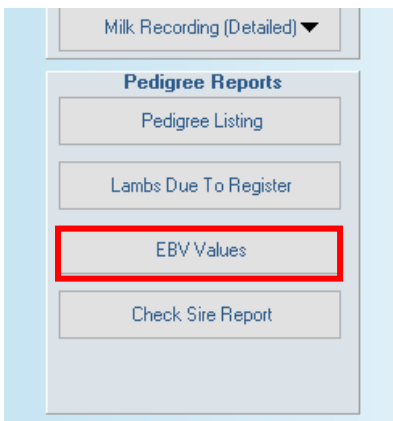 Milk Recording (Detailed)
Pedigree Reports
Pedigree Listing
Lambs Due To Register
EBV Values
Check Sire Report